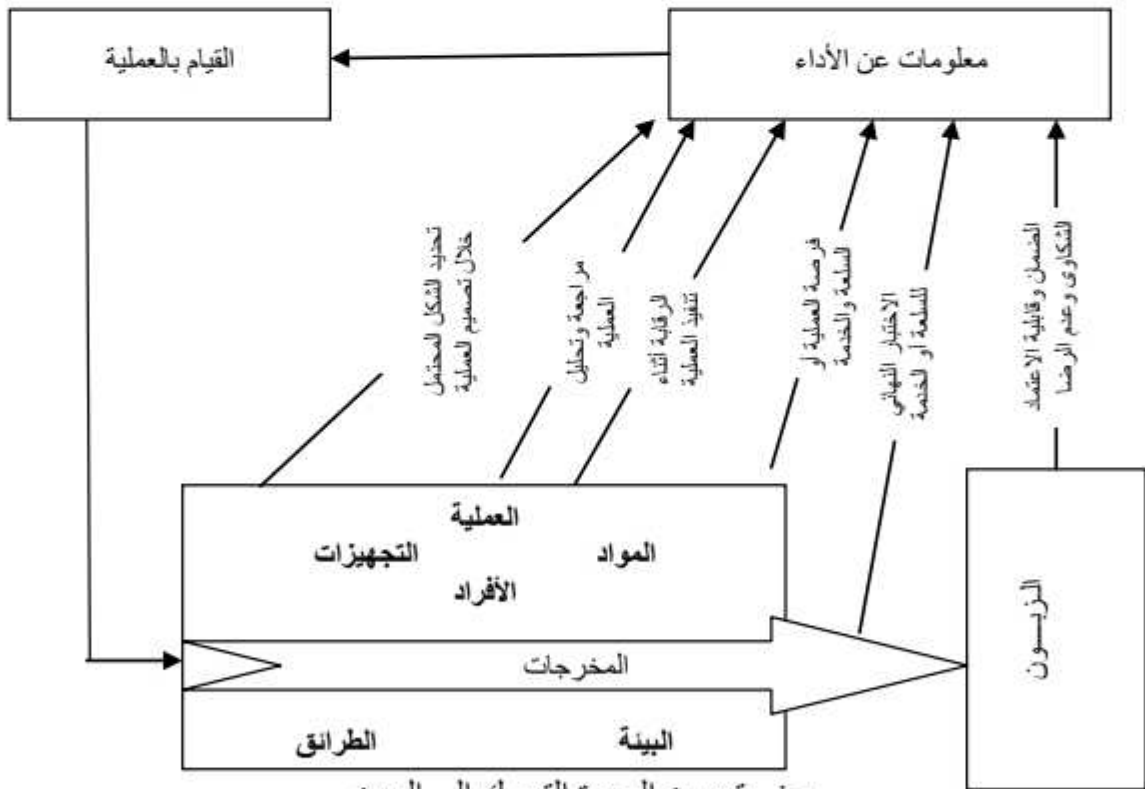 معلومات عن الأداء
القيام بالعملية
تحديد الشكل المحتمل
خلال تصميم العملية
مراجعة وتحليل
العملية
الرقابة أثناء
تنفيذ العملية
فرصة العملية أو
السلعة والخدمة
الاختبار النهائي
للسلعة أو الخدمة
الضمان وقابلية الاعتماد
الشكاوى وعدم الرضا
العملية
المواد
التجهيزات
الأفراد
المخرجات
البيئة
الطرائق
الزبـــون